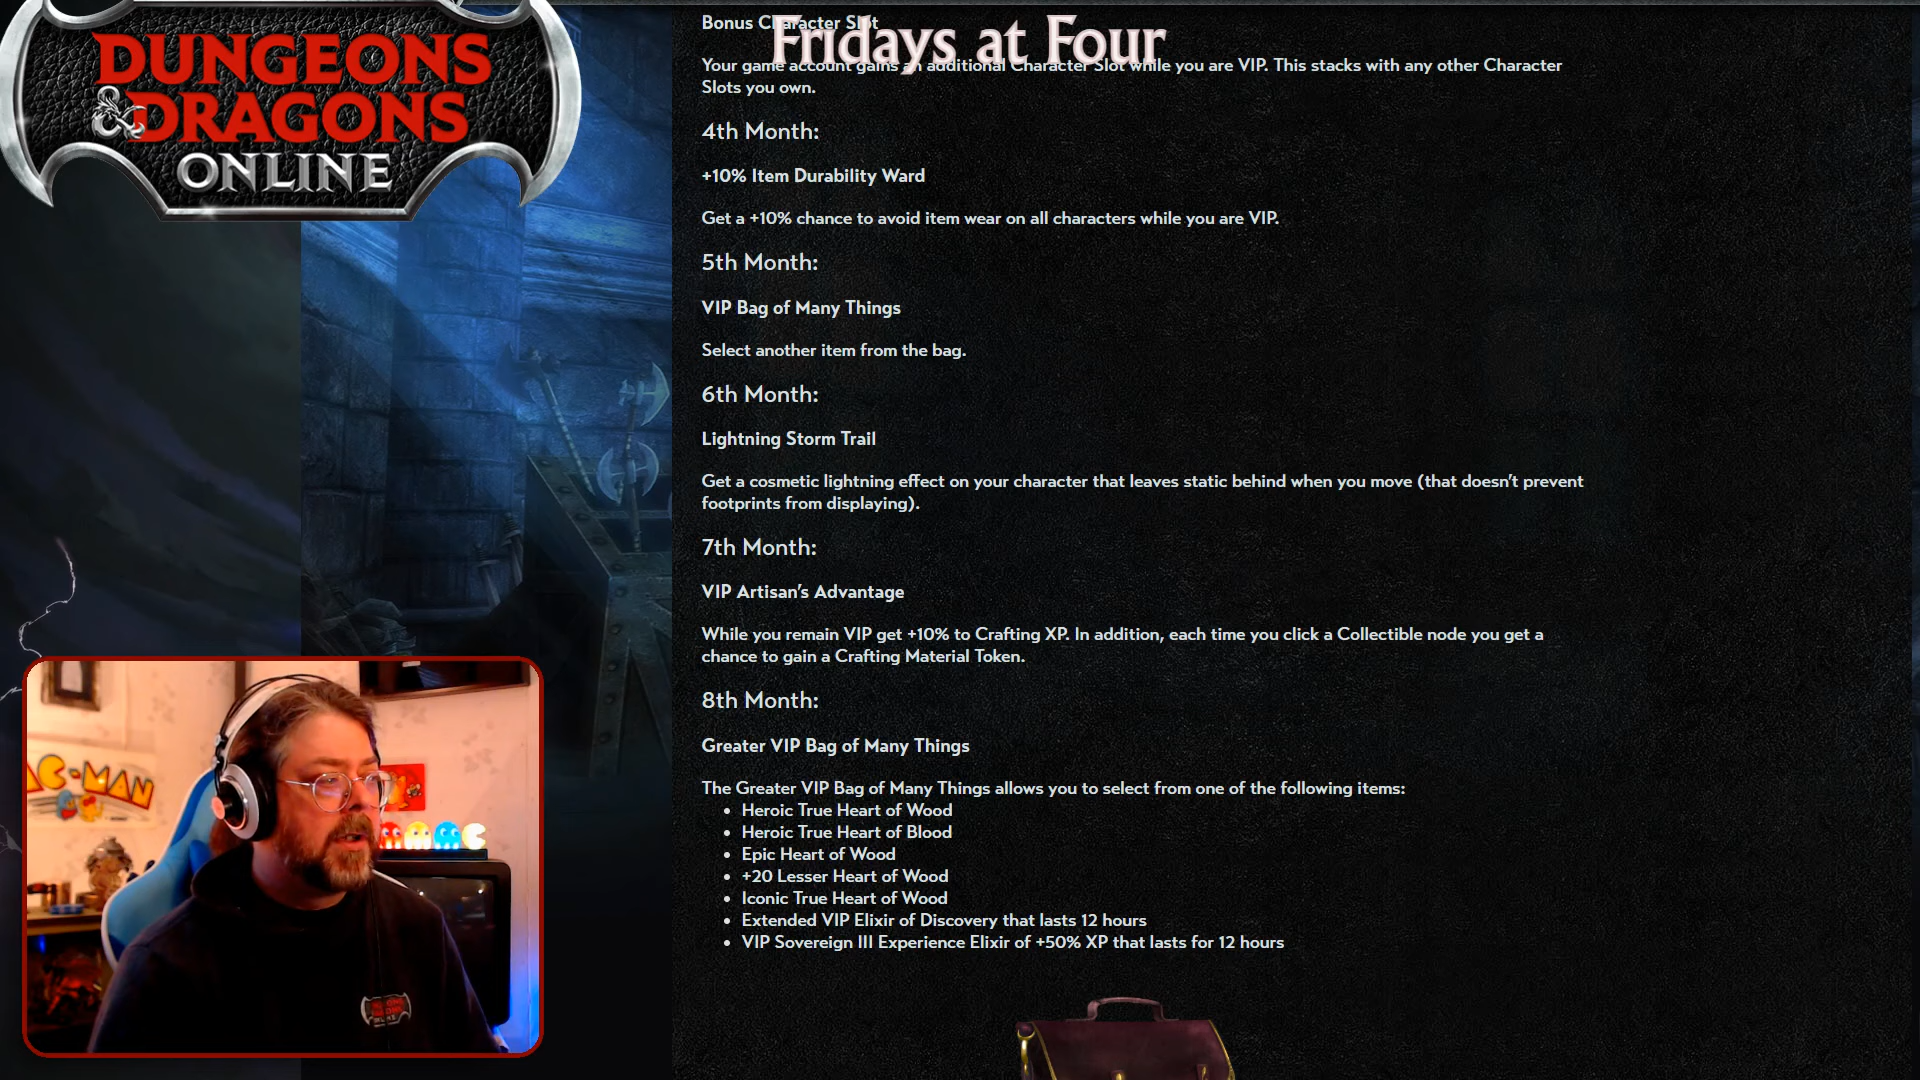 DUNGEONS
& DRAGONS
ONLINE
Fridays at Four
Bonus Character Slot
Your game account gains an additional Character Slot while you are VIP. This stacks with any other Character
Slots you own.
4th Month:
+10% Item Durability Ward
Get a +10% chance to avoid item wear on all characters while you are VIP.
5th Month:
VIP Bag of Many Things
Select another item from the bag.
6th Month:
Lightning Storm Trail
Get a cosmetic lightning effect on your character that leaves static behind when you move (that doesn't prevent
footprints from displaying).
7th Month:
VIP Artisan's Advantage
While you remain VIP get +10% to Crafting XP. In addition, each time you click a Collectible node you get a
chance to gain a Crafting Material Token.
8th Month:
Greater VIP Bag of Many Things
The Greater VIP Bag of Many Things allows you to select from one of the following items:
• Heroic True Heart of Wood
• Heroic True Heart of Blood
• Epic Heart of Wood
• +20 Lesser Heart of Wood
• Iconic True Heart of Wood
• Extended VIP Elixir of Discovery that lasts 12 hours
• VIP Sovereign III Experience Elixir of +50% XP that lasts for 12 hours
AC-MAN